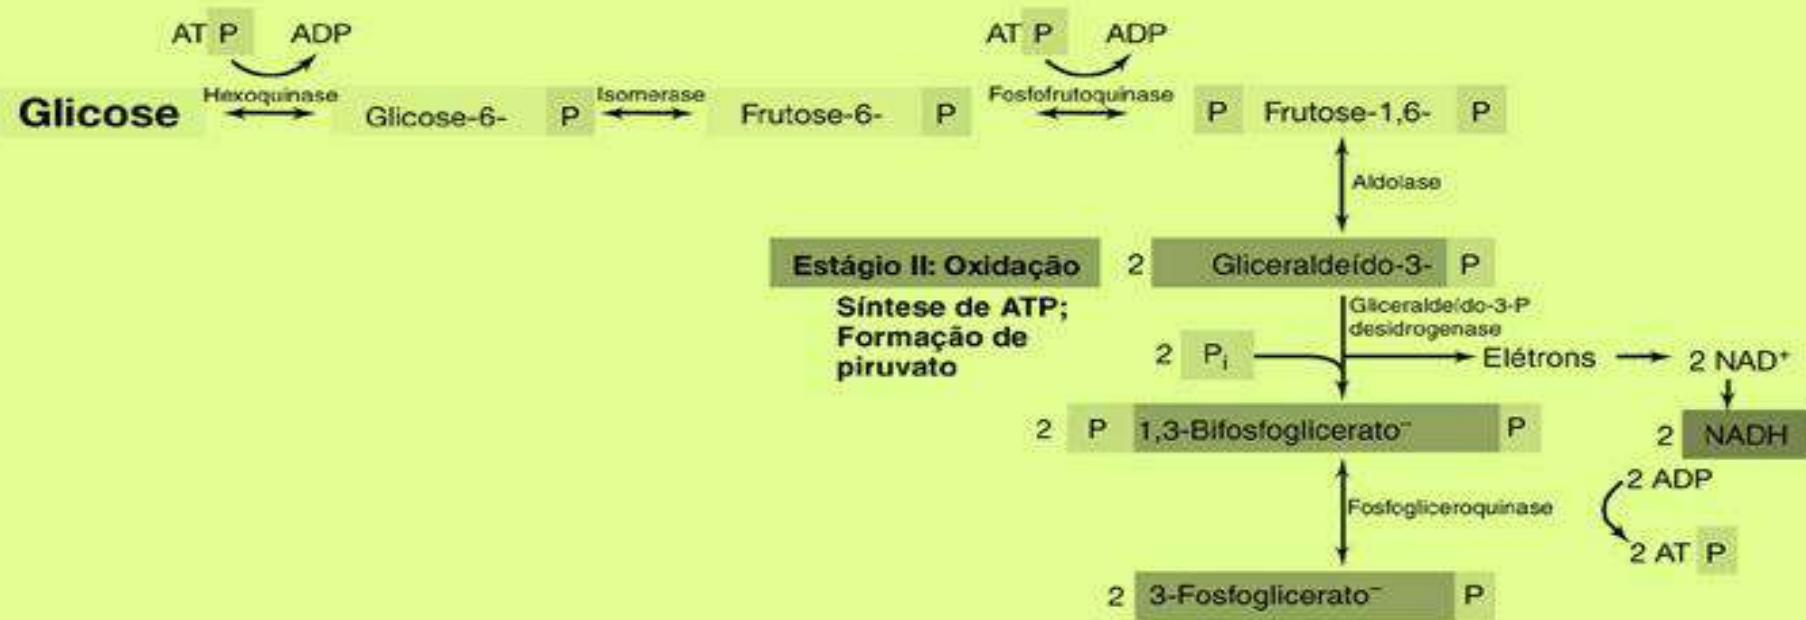 AT P ADP
AT P ADP
Glicose Hexoquinase Glicose-6- P Isomerase Frutose-6- P Fosfofrutoquinase P Frutose-1,6- P
Aldolase
Estágio II: Oxidação 2 Gliceraldeído-3- P
Síntese de ATP;
Formação de
piruvato
Gliceraldeído-3-P
desidrogenase
2 Pi Elétrons 2 NAD⁺
2 P 1,3-Bifosfoglicerato⁻ P 2 NADH
2 ADP
Fosfogliceroquinase
2 AT P
2 3-Fosfoglicerato⁻ P